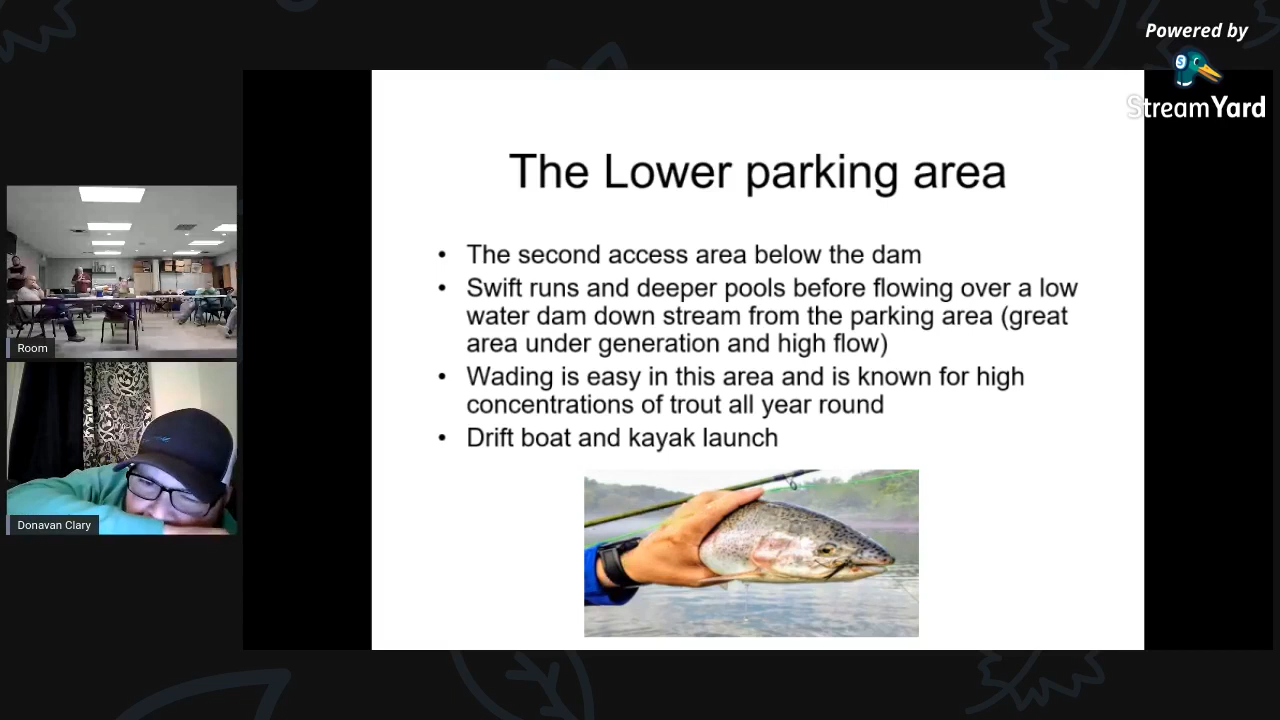 Powered by
StreamYard
The Lower parking area
• The second access area below the dam
• Swift runs and deeper pools before flowing over a low
water dam down stream from the parking area (great
area under generation and high flow)
• Wading is easy in this area and is known for high
concentrations of trout all year round
• Drift boat and kayak launch
Room
Donavan Clary